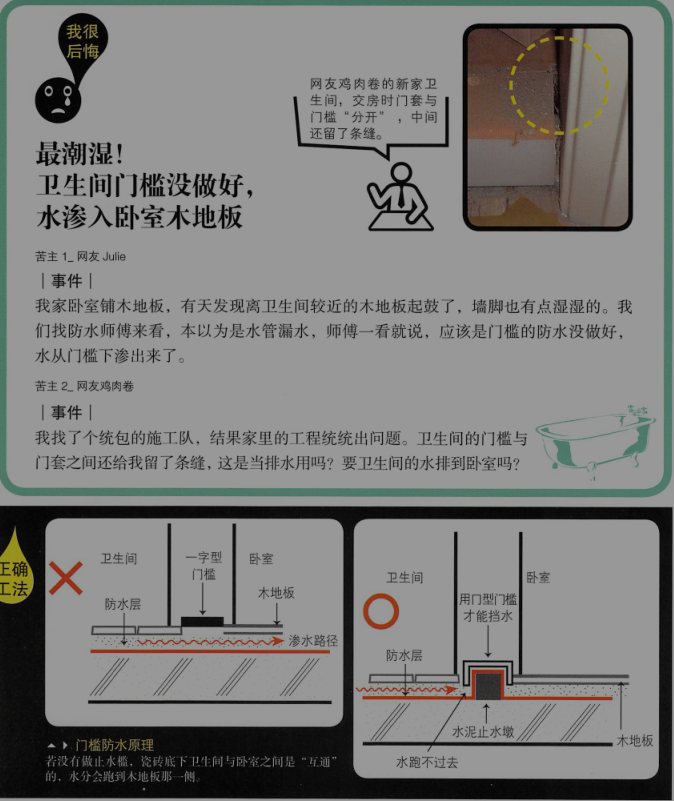 我很
后悔
网友鸡肉卷的新家卫
生间，交房时门套与
门槛“分开”，中间
还留了条缝。
最潮湿！
卫生间门槛没做好，
水渗入卧室木地板
苦主 1_ 网友 Julie
｜事件｜
我家卧室铺木地板，有天发现离卫生间较近的木地板起鼓了，墙脚也有点湿湿的。我
们找防水师傅来看，本以为是水管漏水，师傅一看就说，应该是门槛的防水没做好，
水从门槛下渗出来了。
苦主 2_ 网友鸡肉卷
｜事件｜
我找了个统包的施工队，结果家里的工程统统出问题。卫生间的门槛与
门套之间还给我留了条缝，这是当排水用吗？要卫生间的水排到卧室吗？
正确
工法
卫生间
一字型
门槛
卧室
木地板
防水层
渗水路径
卫生间
卧室
用门型门槛
才能挡水
防水层
水泥止水墩
木地板
水跑不过去
门槛防水原理
若没有做止水槛，瓷砖底下卫生间与卧室之间是“互通”
的，水分会跑到木地板那一侧。